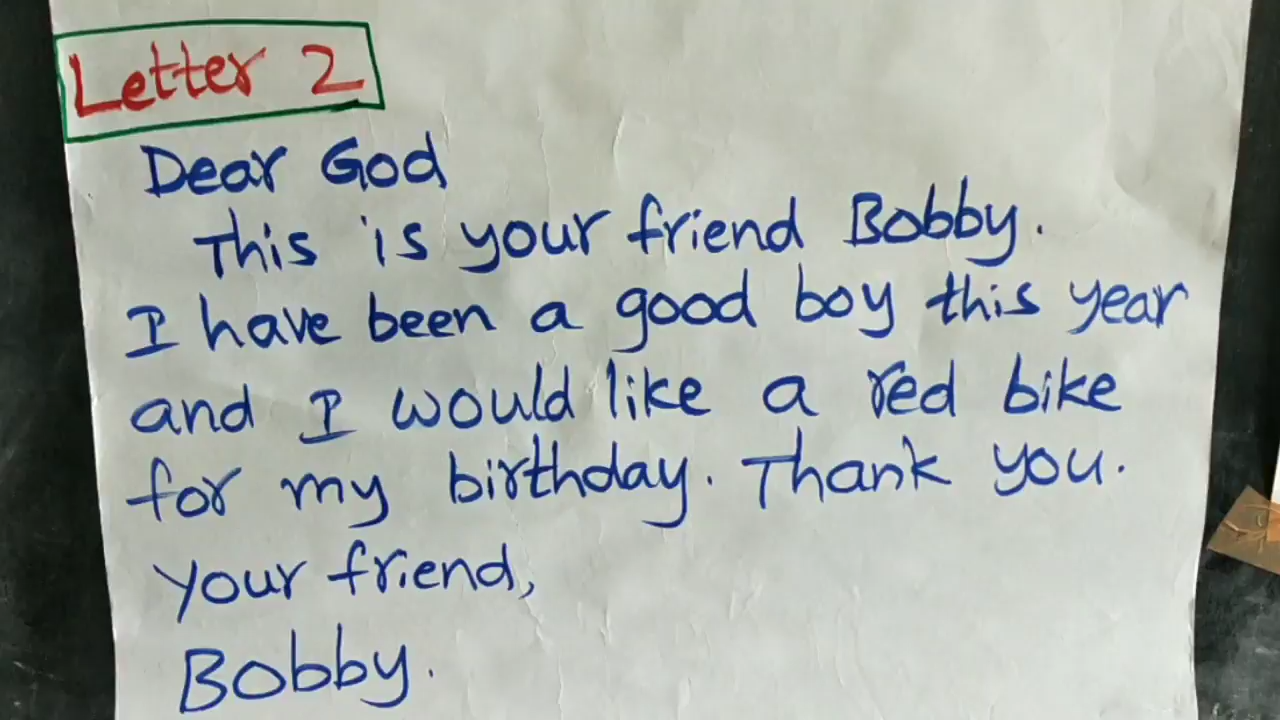 Letter 2
Dear God
This is your friend Bobby.
I have been a good boy this year
and I would like a red bike
for my birthday. Thank you.
your friend,
Bobby.